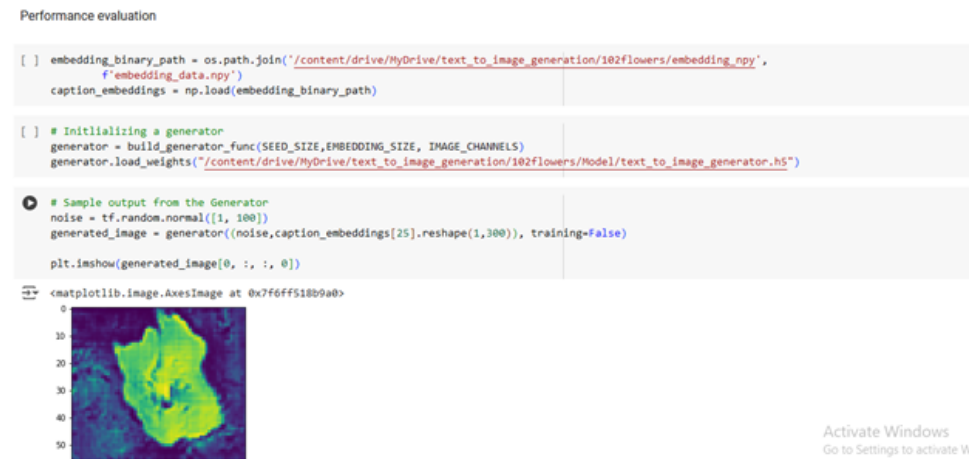 Performance evaluation
[ ] embedding_binary_path = os.path.join('/content/drive/MyDrive/text_to_image_generation/102flowers/embedding_npy',
f'embedding_data.npy')
caption_embeddings = np.load(embedding_binary_path)
[ ] # Initlializing a generator
generator = build_generator_func(SEED_SIZE,EMBEDDING_SIZE, IMAGE_CHANNELS)
generator.load_weights("/content/drive/MyDrive/text_to_image_generation/102flowers/Model/text_to_image_generator.h5")
# Sample output from the Generator
noise = tf.random.normal([1, 100])
generated_image = generator((noise,caption_embeddings[25].reshape(1,300)), training=False)
plt.imshow(generated_image[0, :, :, 0])
<matplotlib.image.AxesImage at 0x7f6ff518b9a0>
0
10
20
30
40
50
Activate Windows
Go to Settings to activate W